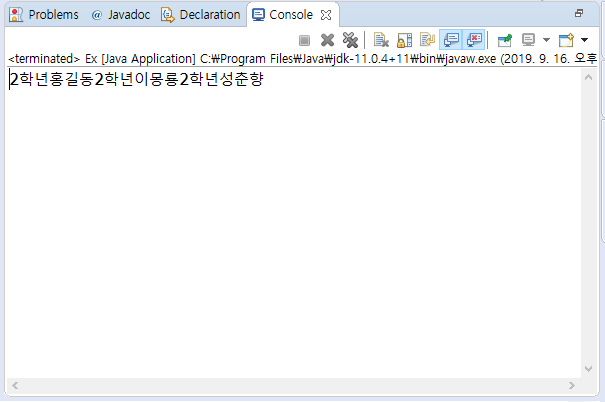 Problems @ Javadoc Declaration Console
<terminated> Ex [Java Application] C:₩Program Files₩Java₩jdk-11.0.4+11₩bin₩javaw.exe (2019. 9. 16. 오후
2학년홍길동2학년이몽룡2학년성춘향